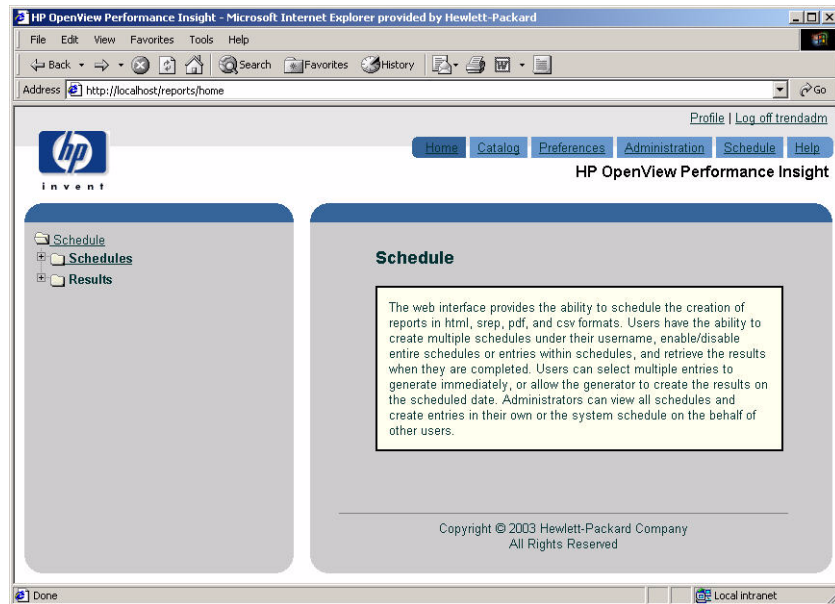 HP OpenView Performance Insight - Microsoft Internet Explorer provided by Hewlett-Packard
File Edit View Favorites Tools Help
Back Search Favorites History
Address http://localhost/reports/home Go
Profile | Log off trendadm
hp
invent
Home Catalog Preferences Administration Schedule Help
HP OpenView Performance Insight
Schedule
Schedules
Results
Schedule
The web interface provides the ability to schedule the creation of
reports in html, srep, pdf, and csv formats. Users have the ability to
create multiple schedules under their username, enable/disable
entire schedules or entries within schedules, and retrieve the results
when they are completed. Users can select multiple entries to
generate immediately, or allow the generator to create the results on
the scheduled date. Administrators can view all schedules and
create entries in their own or the system schedule on the behalf of
other users.
Copyright © 2003 Hewlett-Packard Company
All Rights Reserved
Done Local intranet